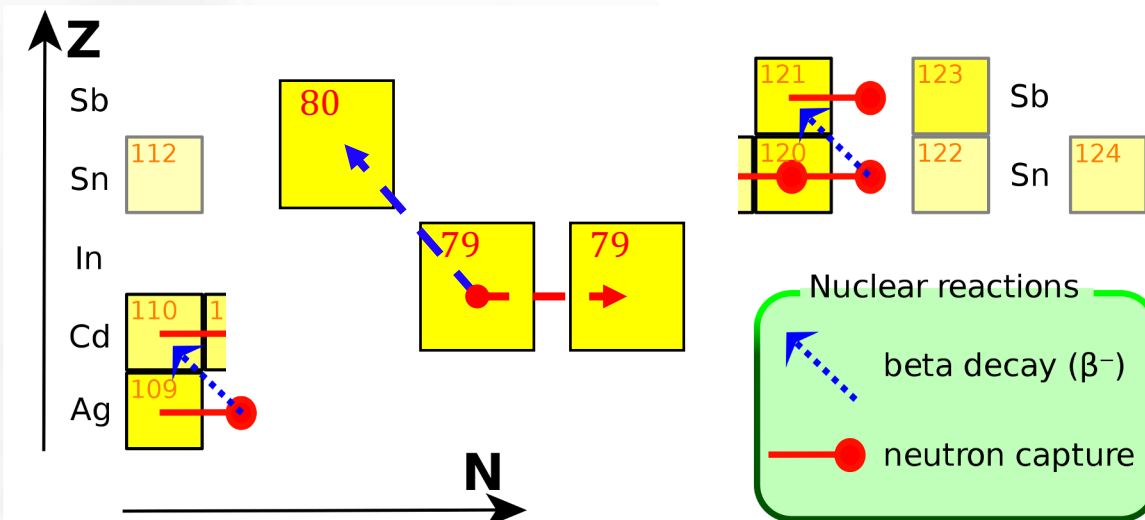 Z
Sb
80
121
123
Sb
112
Sn
120
122
Sn
124
79
79
In
110
1
Cd
109
Ag
N
Nuclear reactions
beta decay (β⁻)
neutron capture